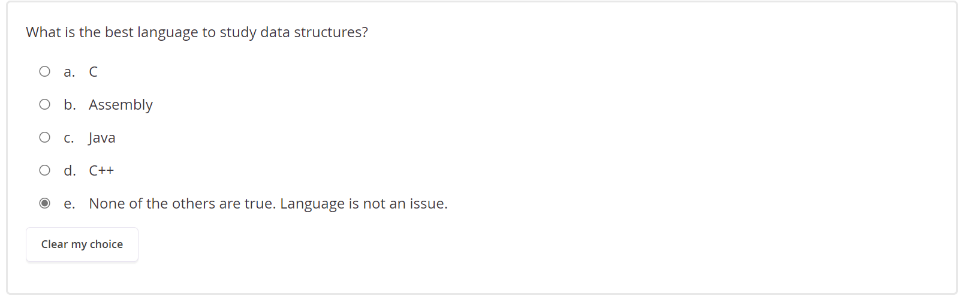 What is the best language to study data structures?
a. C
b. Assembly
c. Java
d. C++
e. None of the others are true. Language is not an issue.
Clear my choice